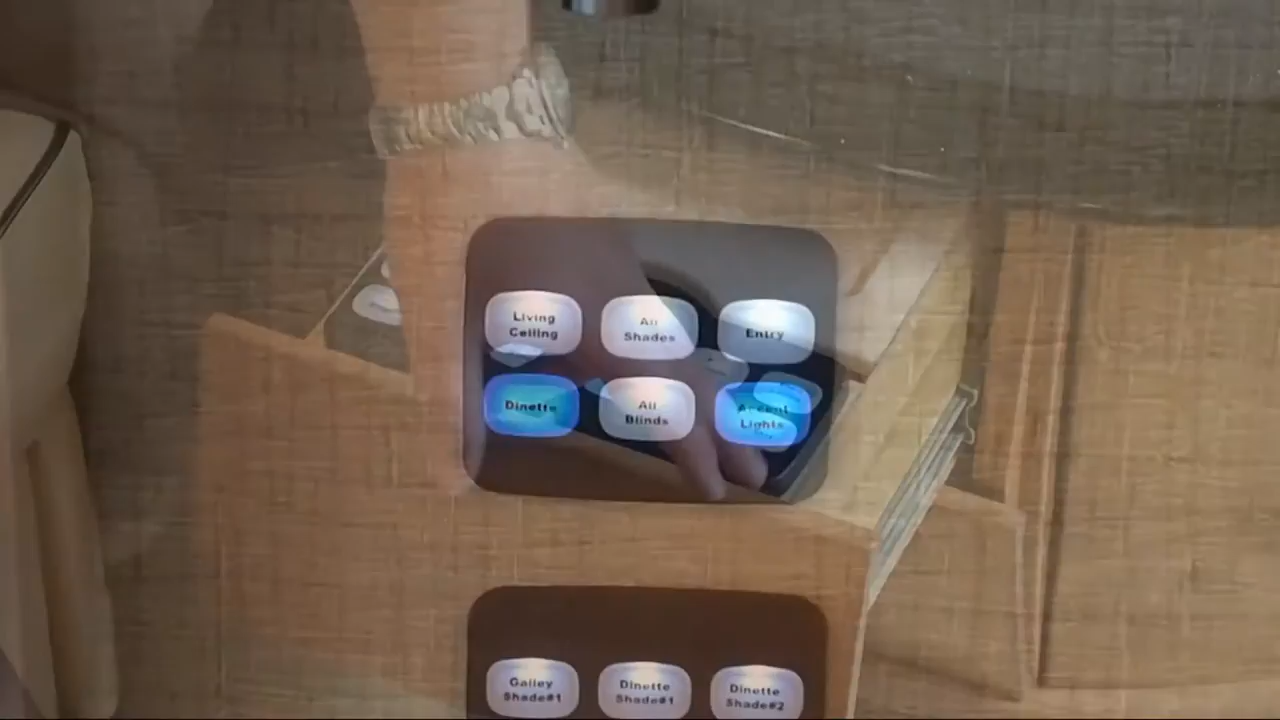 Living
Ceiling
All
Shades
Entry
Dinette
All
Blinds
Accent
Lights
Galley
Shade#1
Dinette
Shade#1
Dinette
Shade#2